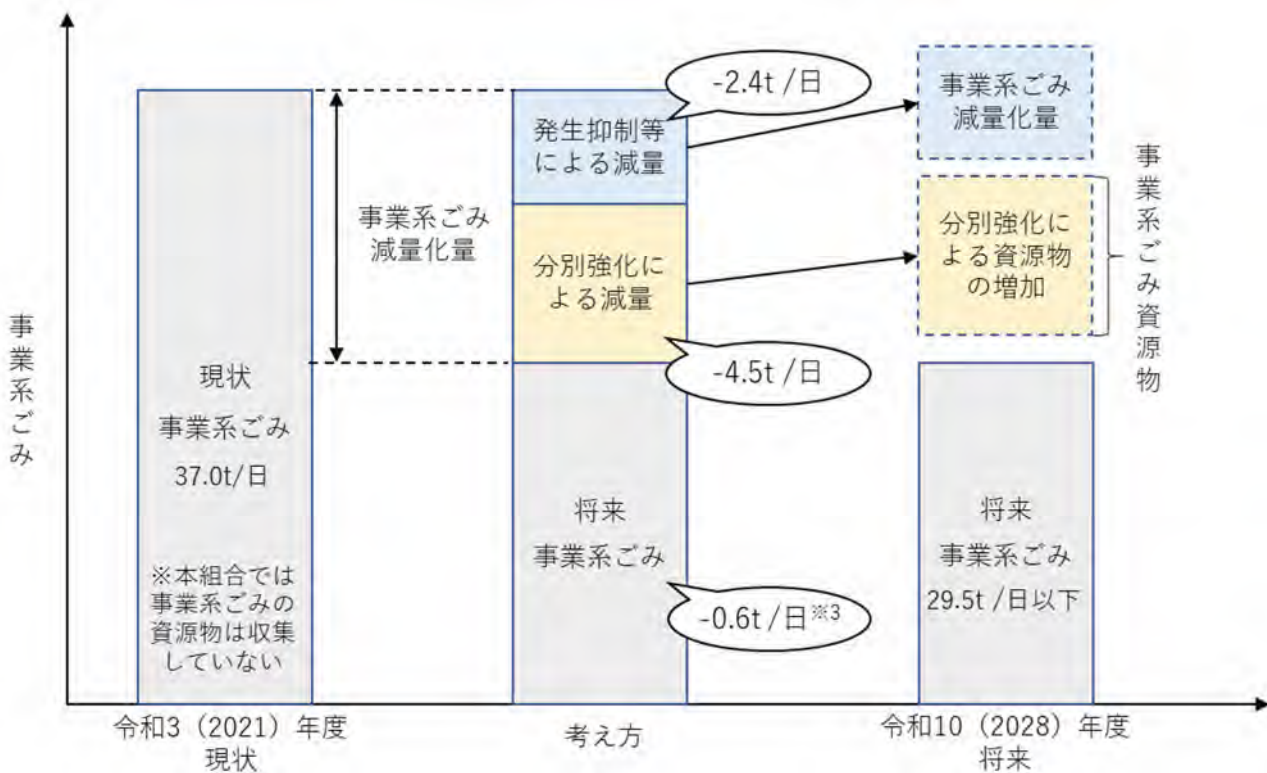 事業系ごみ
現状
事業系ごみ
37.0t/日
※本組合では
事業系ごみの
資源物は収集
していない
令和3（2021）年度
現状
事業系ごみ
減量化量
発生抑制等
による減量
-2.4t /日
分別強化に
よる減量
-4.5t /日
将来
事業系ごみ
-0.6t /日※3
考え方
事業系ごみ
減量化量
分別強化に
よる資源物
の増加
事業系ごみ資源物
将来
事業系ごみ
29.5t /日以下
令和10（2028）年度
将来